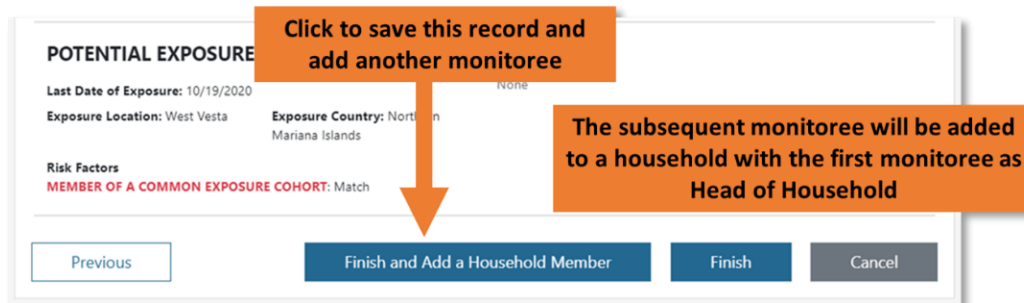 Click to save this record and
add another monitoree
POTENTIAL EXPOSURE
None
Last Date of Exposure: 10/19/2020
Exposure Location: West Vesta
Exposure Country: Northern
Mariana Islands
The subsequent monitoree will be added
to a household with the first monitoree as
Head of Household
Risk Factors
MEMBER OF A COMMON EXPOSURE COHORT: Match
Previous
Finish and Add a Household Member
Finish
Cancel